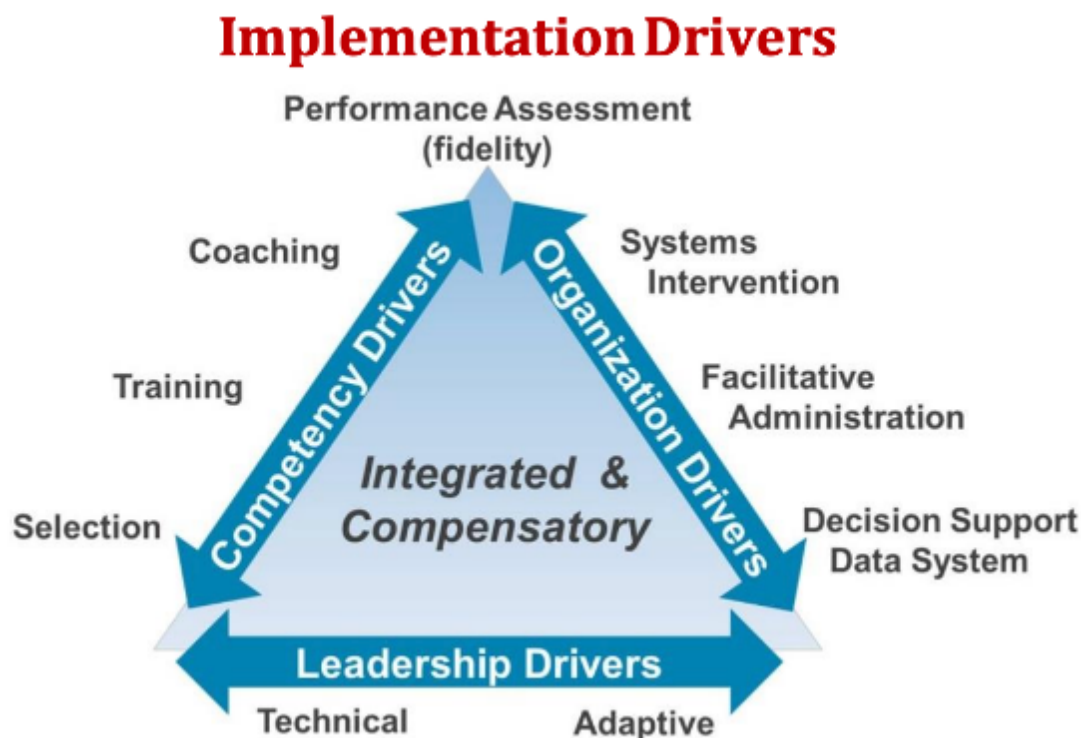 Implementation Drivers
Performance Assessment
(fidelity)
Coaching
Training
Selection
Competency Drivers
Organization Drivers
Systems
Intervention
Facilitative
Administration
Decision Support
Data System
Integrated &
Compensatory
Leadership Drivers
Technical
Adaptive